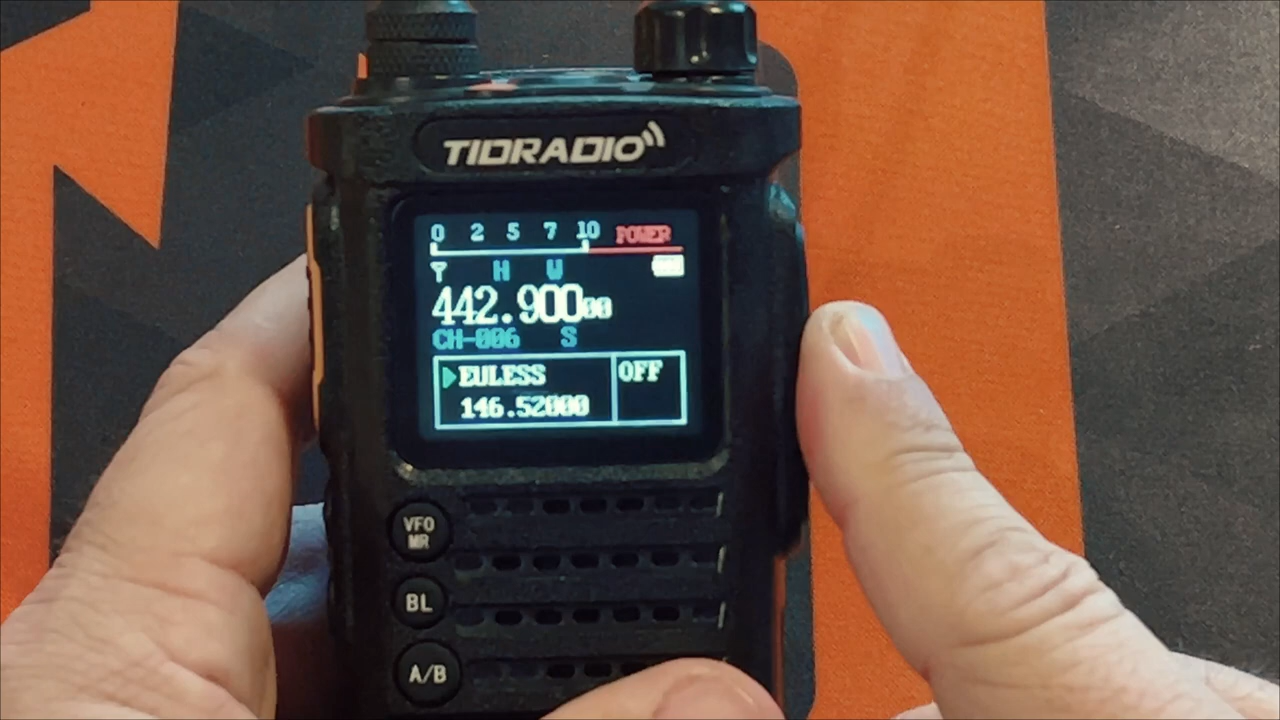 TIDRADIO
0 2 5 7 10 POWER
H W
442.90000
CH-006 S
EULESS OFF
146.52000
VFO
MR
BL
A/B